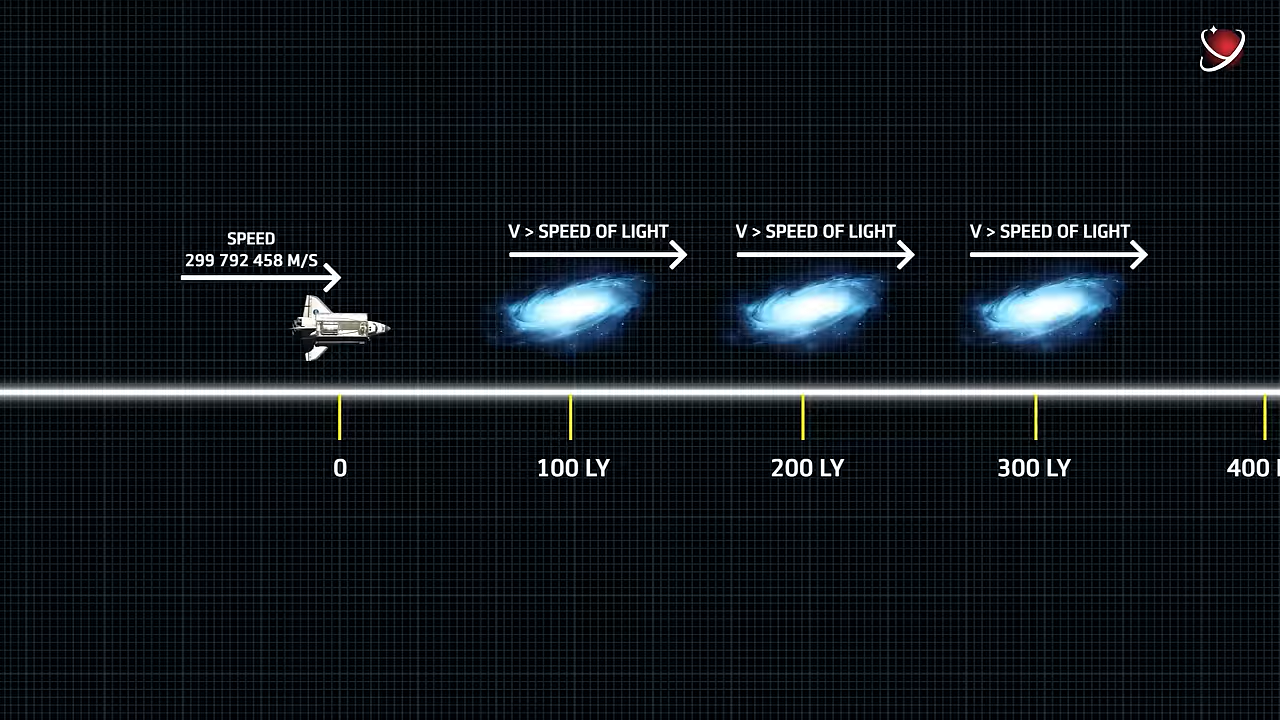 SPEED
299 792 458 M/S
V > SPEED OF LIGHT
V > SPEED OF LIGHT
V > SPEED OF LIGHT
0
100 LY
200 LY
300 LY
400